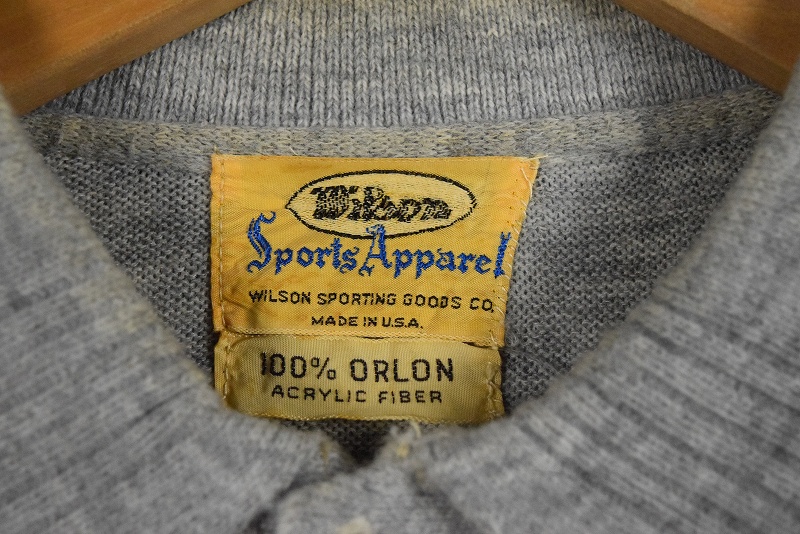 Wilson
Sports Apparel
WILSON SPORTING GOODS CO.
MADE IN U.S.A.
100% ORLON
ACRYLIC FIBER